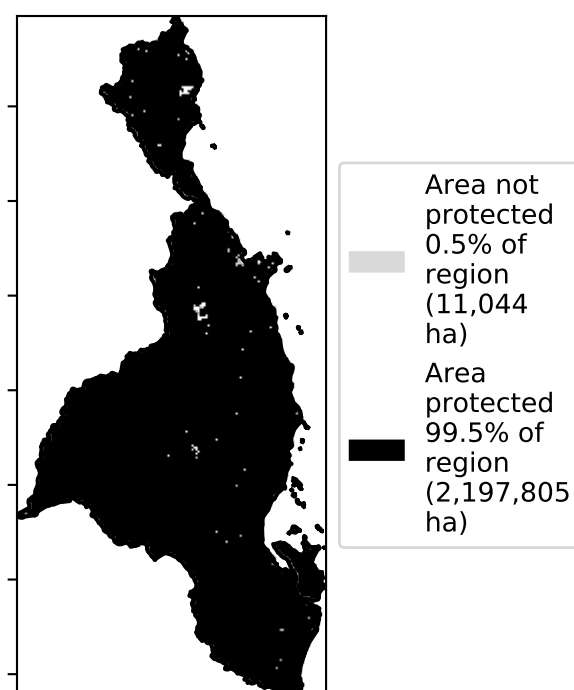 Area not
protected
0.5% of
region
(11,044
ha)
Area
protected
99.5% of
region
(2,197,805
ha)